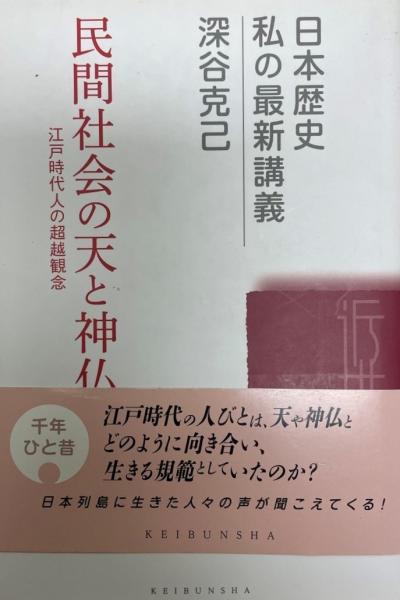 日本歴史
私の最新講義
深谷克己
民間社会の天と神仏
江戸時代人の超越観念
近世
千年
ひと昔
江戸時代の人びとは、天や神仏と
どのように向き合い、
生きる規範としていたのか?
日本列島に生きた人々の声が聞こえてくる!
KEIBUNSHA
KEIBUNSHA